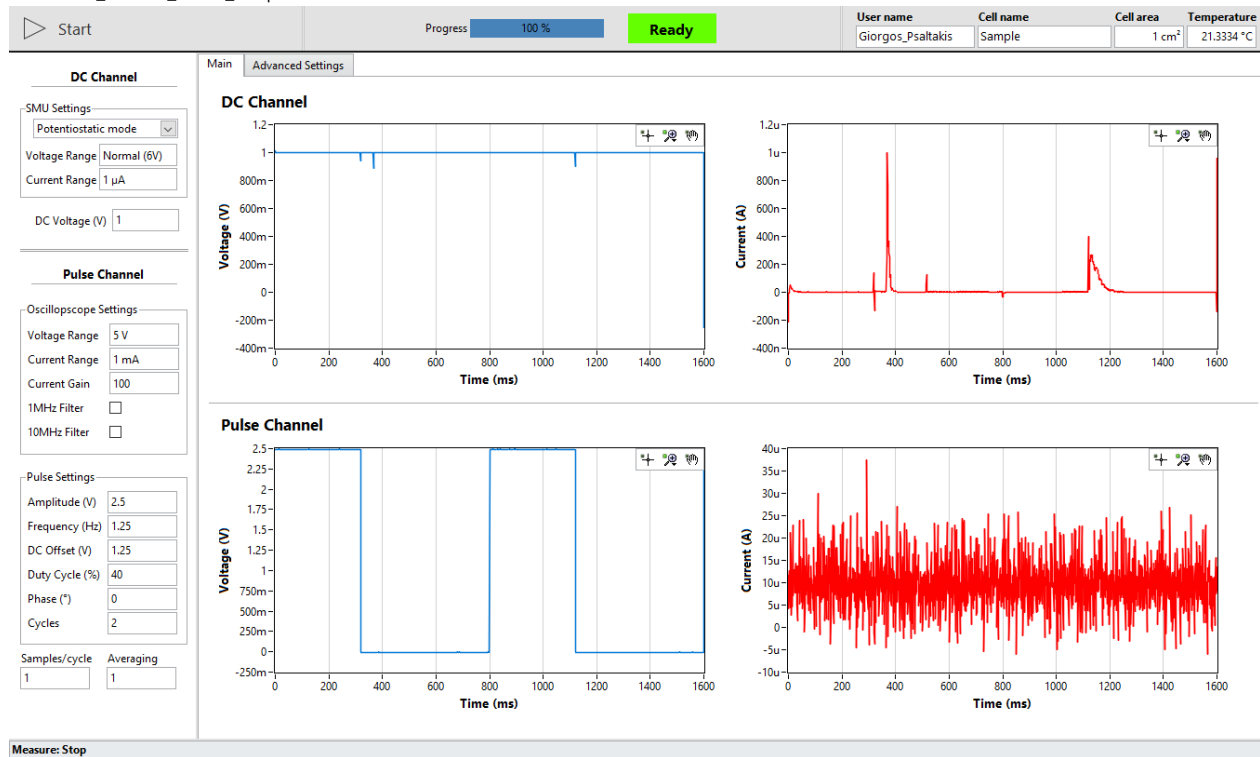 Start
Progress 100 % Ready
User name Cell name Cell area Temperature
Giorgos_Psaltakis Sample 1 cm² 21.3334 °C
Main Advanced Settings
DC Channel
SMU Settings
Potentiostatic mode
Voltage Range Normal (6V)
Current Range 1 µA
DC Voltage (V) 1
Pulse Channel
Oscillopscope Settings
Voltage Range 5 V
Current Range 1 mA
Current Gain 100
1MHz Filter
10MHz Filter
Pulse Settings
Amplitude (V) 2.5
Frequency (Hz) 1.25
DC Offset (V) 1.25
Duty Cycle (%) 40
Phase (°) 0
Cycles 2
Samples/cycle Averaging
1 1
DC Channel
Voltage (V)
1.2
1
800m
600m
400m
200m
0
-200m
-400m
0 200 400 600 800 1000 1200 1400 1600
Time (ms)
Current (A)
1.2u
1u
800n
600n
400n
200n
0
-200n
-400n
0 200 400 600 800 1000 1200 1400 1600
Time (ms)
Pulse Channel
Voltage (V)
2.5
2.25
2
1.75
1.5
1.25
1
750m
500m
250m
0
-250m
0 200 400 600 800 1000 1200 1400 1600
Time (ms)
Current (A)
40u
35u
30u
25u
20u
15u
10u
5u
0
-5u
-10u
0 200 400 600 800 1000 1200 1400 1600
Time (ms)
Measure: Stop